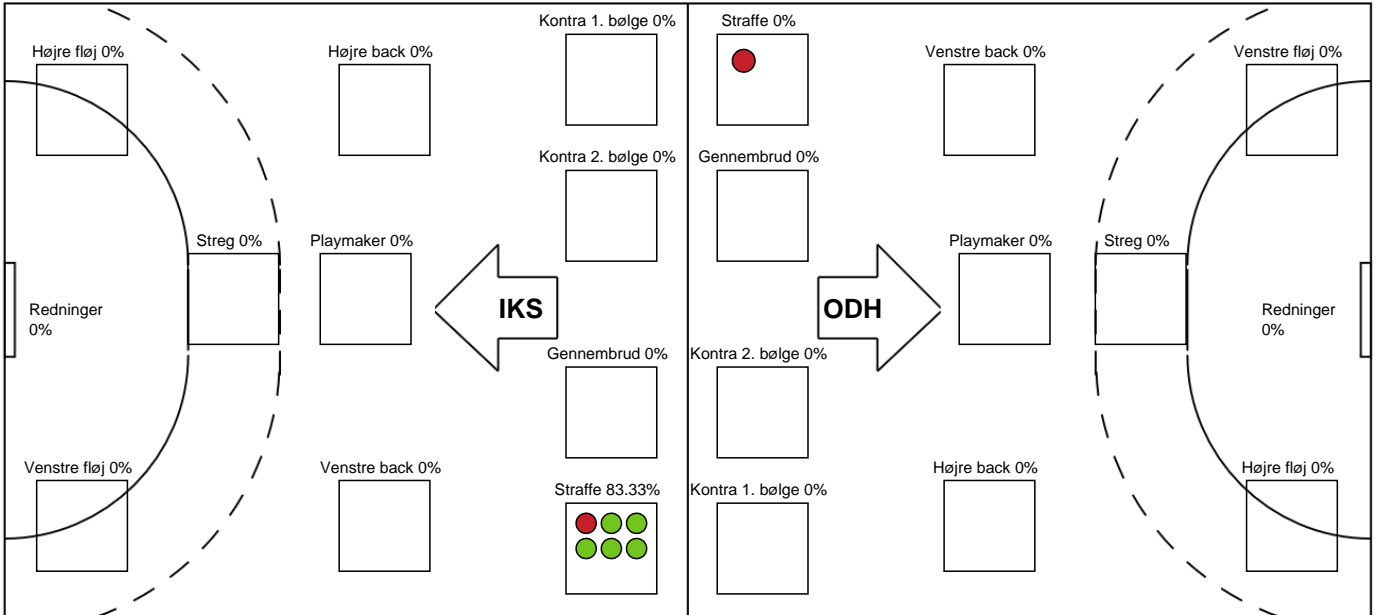 Kontra 1. bølge 0%
Straffe 0%
Højre fløj 0%
Højre back 0%
Venstre back 0%
Venstre fløj 0%
Kontra 2. bølge 0%
Gennembrud 0%
Streg 0%
Playmaker 0%
Playmaker 0%
Streg 0%
Redninger
0%
IKS
ODH
Redninger
0%
Gennembrud 0%
Kontra 2. bølge 0%
Venstre fløj 0%
Venstre back 0%
Højre back 0%
Højre fløj 0%
Straffe 83.33%
Kontra 1. bølge 0%